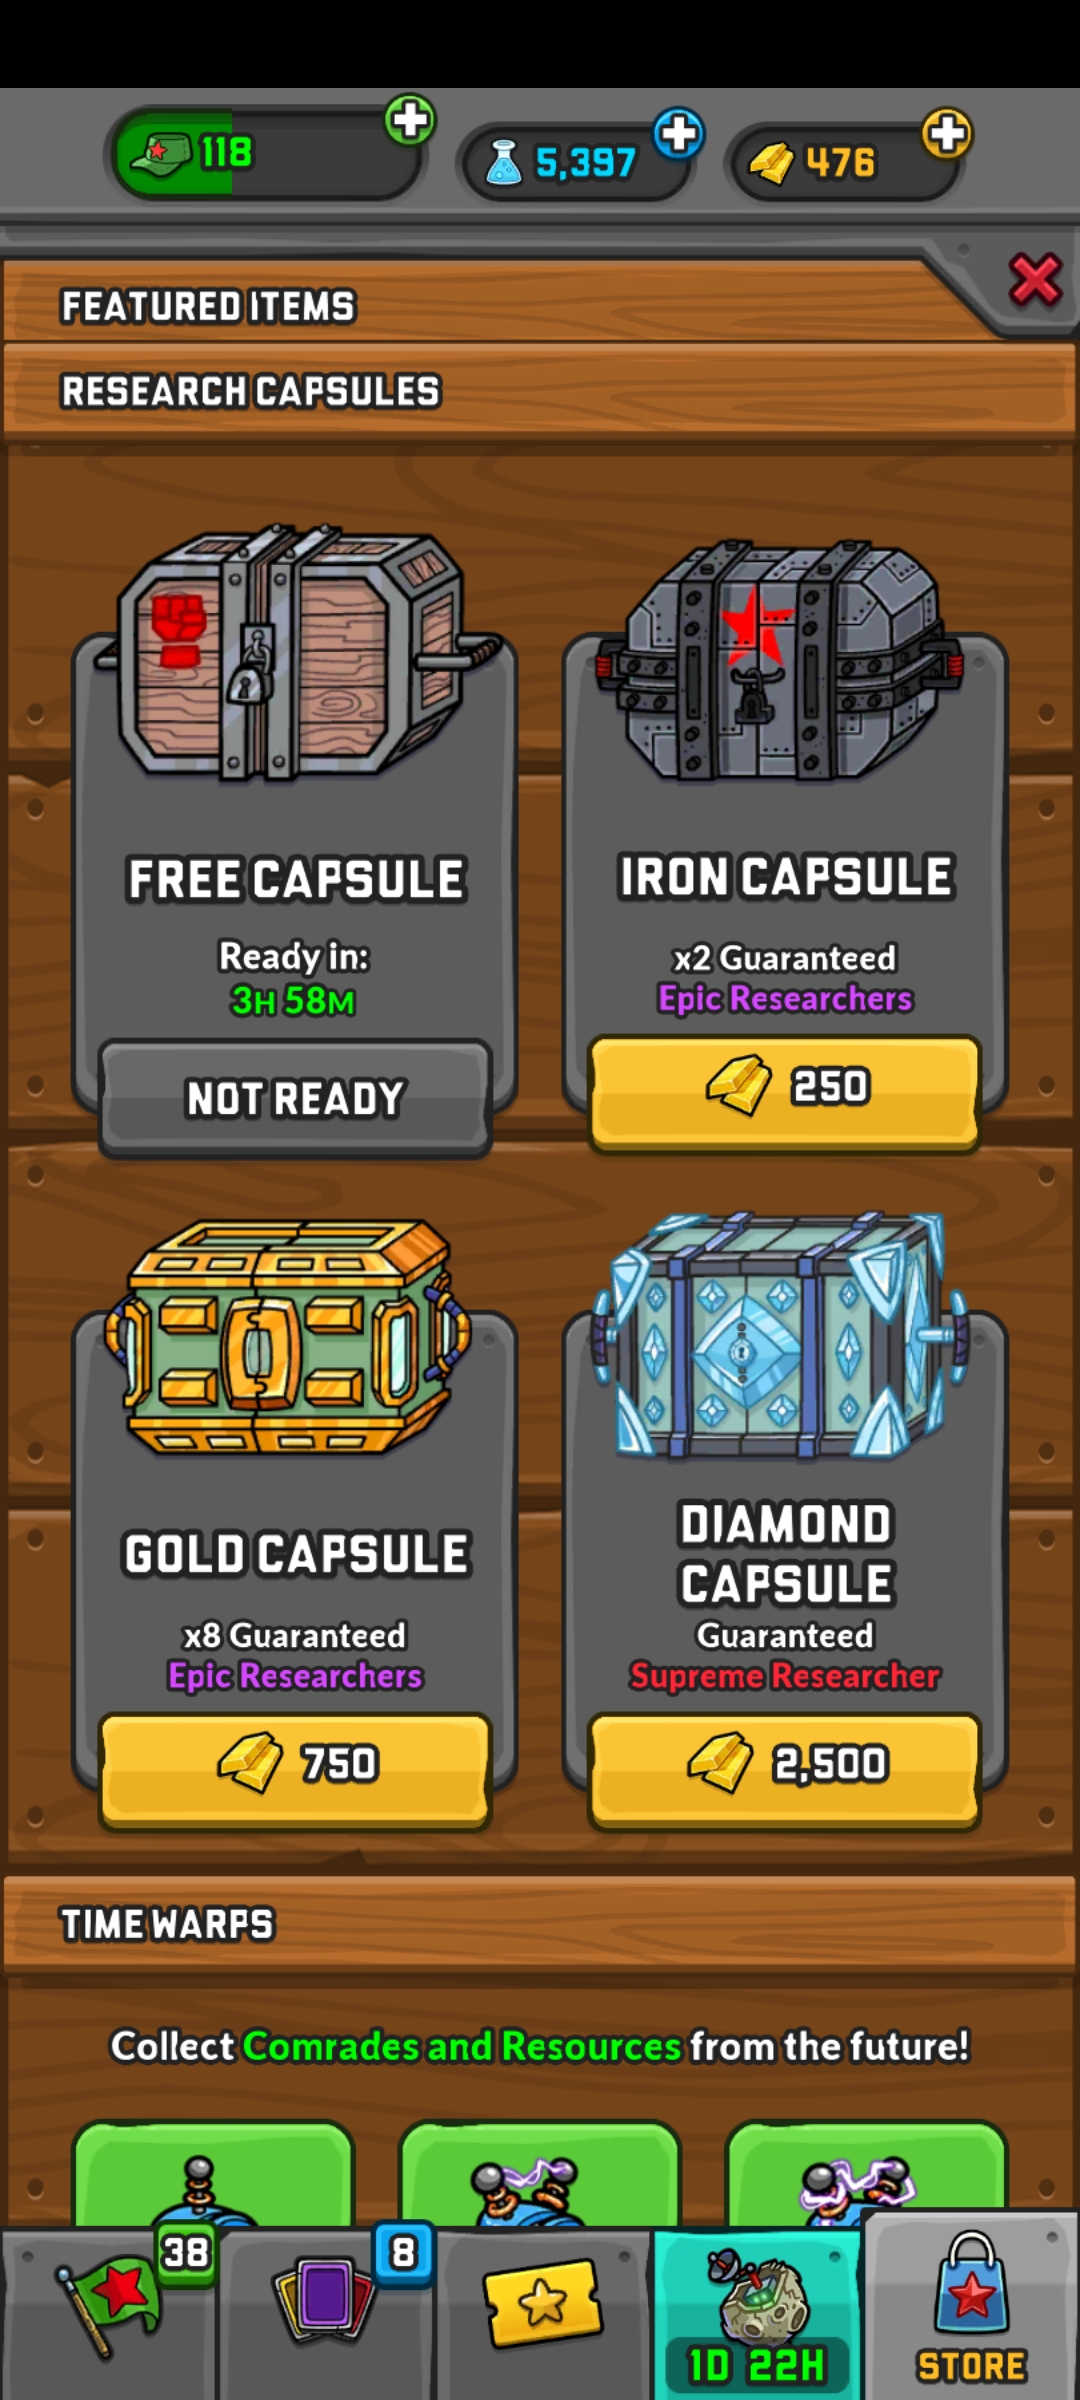 118
5,397
476
FEATURED ITEMS
RESEARCH CAPSULES
FREE CAPSULE
Ready in:
3H 58M
NOT READY
IRON CAPSULE
x2 Guaranteed
Epic Researchers
250
GOLD CAPSULE
x8 Guaranteed
Epic Researchers
750
DIAMOND
CAPSULE
Guaranteed
Supreme Researcher
2,500
TIME WARPS
Collect Comrades and Resources from the future!
38
8
1D 22H
STORE